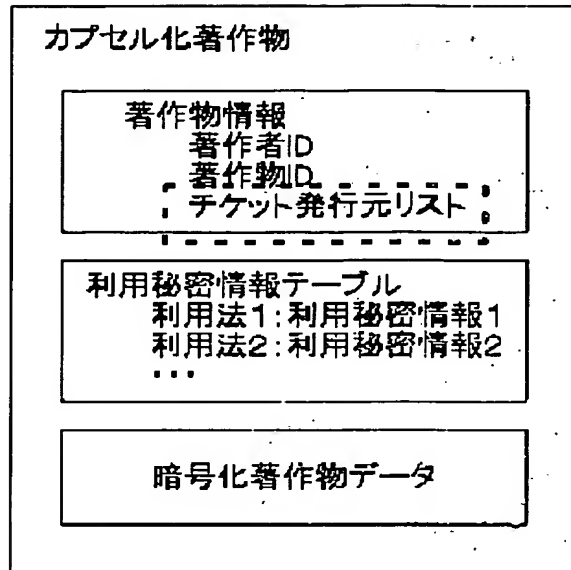 カプセル化著作物
著作物情報
著作者ID
著作物ID
チケット発行元リスト
利用秘密情報テーブル
利用法1:利用秘密情報1
利用法2:利用秘密情報2
・・・
暗号化著作物データ